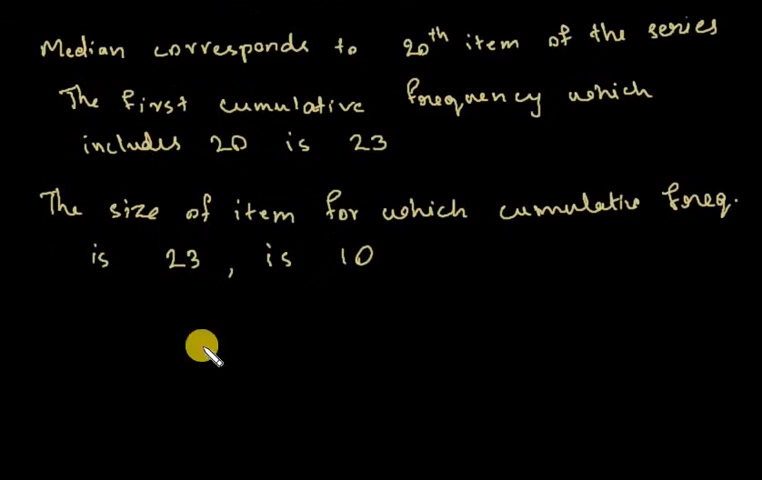 Median corresponds to 20th item of the series
The first cumulative frequency which
includes 20 is 23
The size of item for which cumulative freq.
is 23, is 10